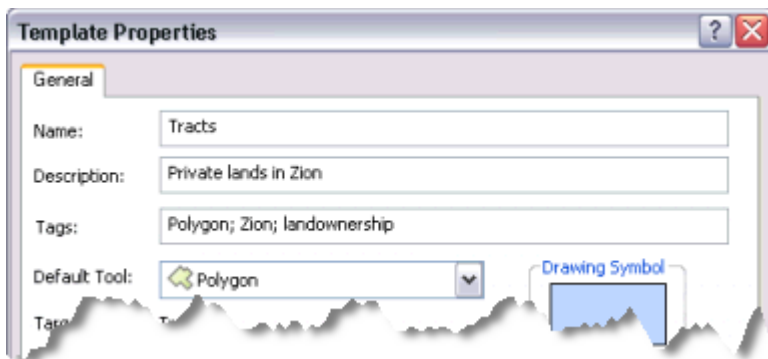 Template Properties
General
Name: Tracts
Description: Private lands in Zion
Tags: Polygon; Zion; landownership
Default Tool: Polygon
Drawing Symbol